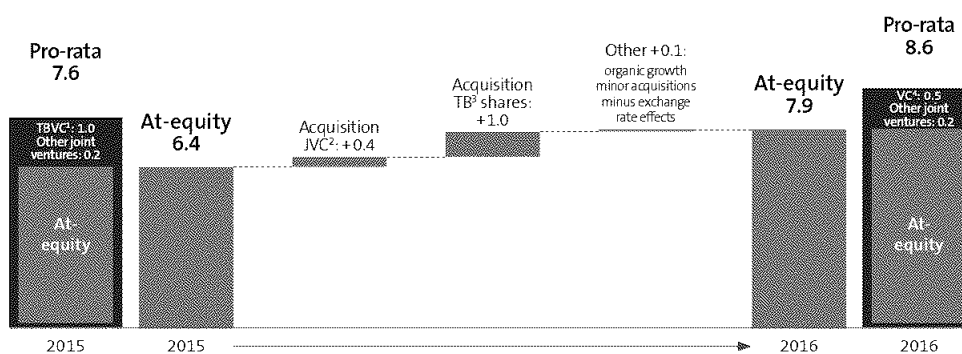 Pro-rata
7.6
TBVC¹: 1.0
Other joint
ventures: 0.2
At-
equity
2015
At-equity
6.4
2015
Acquisition
JVC²: +0.4
Acquisition
TB³ shares:
+1.0
Other +0.1:
organic growth
minor acquisitions
minus exchange
rate effects
At-equity
7.9
2016
Pro-rata
8.6
VC⁴: 0.5
Other joint
ventures: 0.2
At-
equity
2016